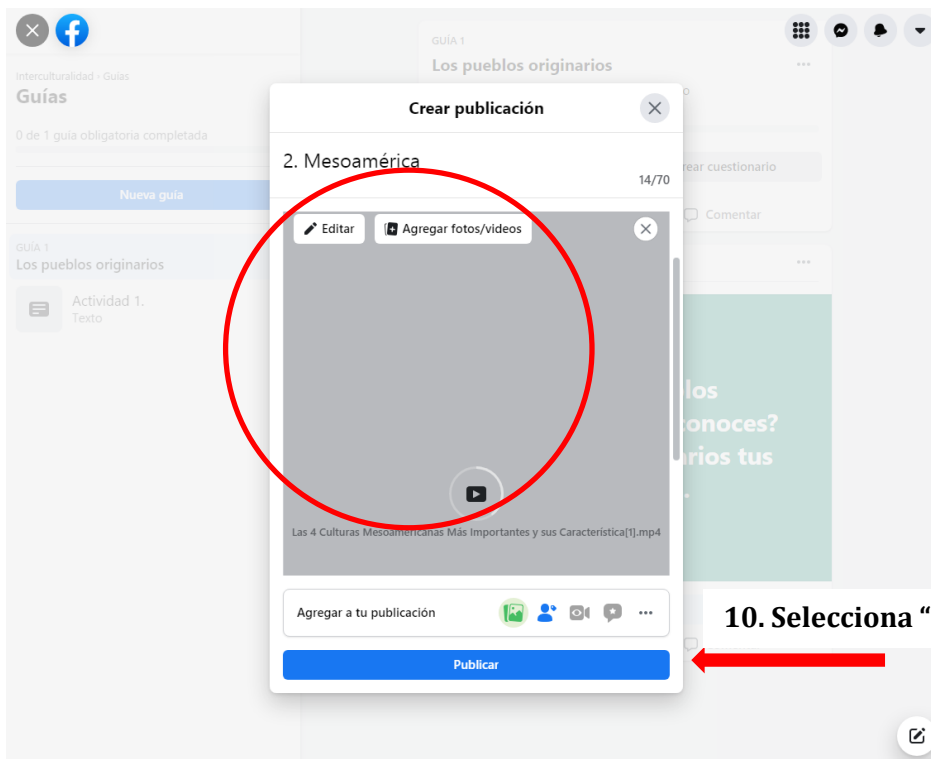 GUÍA 1
Los pueblos originarios
Interculturalidad · Guías
Guías
0 de 1 guía obligatoria completada
Nueva guía
GUÍA 1
Los pueblos originarios
Actividad 1.
Texto
Crear publicación
2. Mesoamérica
14/70
Editar
Agregar fotos/videos
Las 4 Culturas Mesoamericanas Más Importantes y sus Característica[1].mp4
Agregar a tu publicación
Publicar
o
rear cuestionario
Comentar
los
onoces?
rios tus
10. Selecciona “